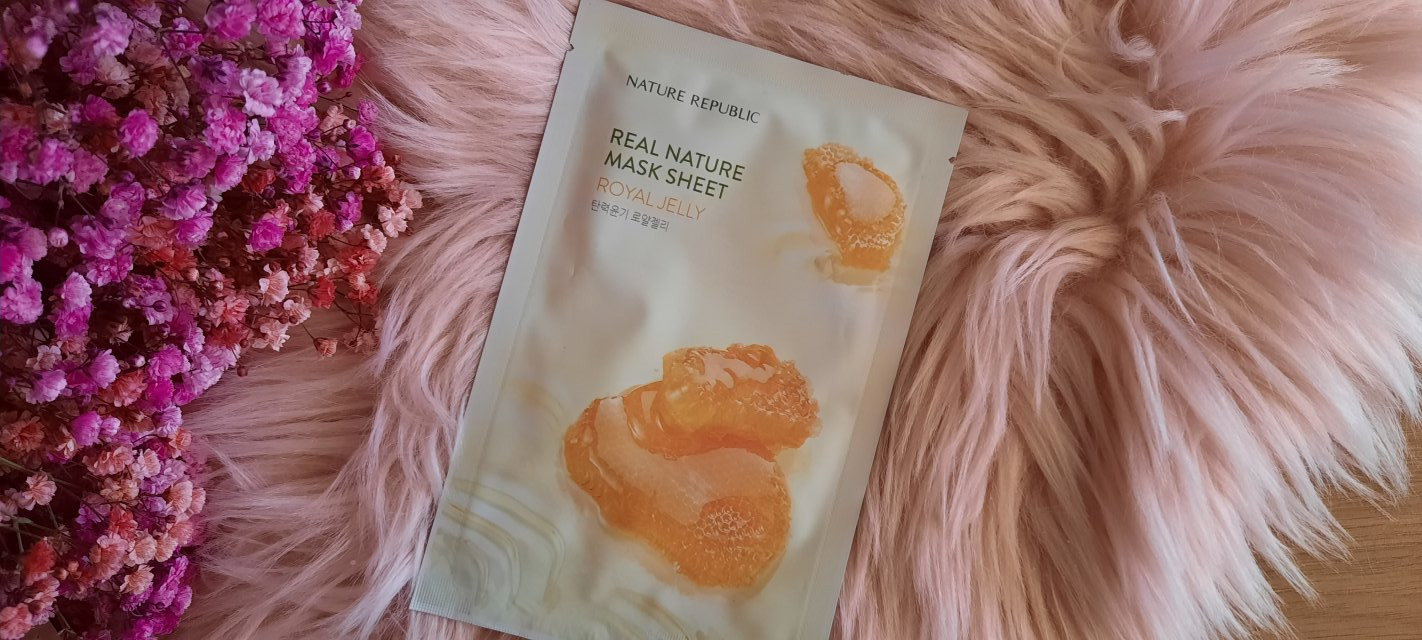 NATURE REPUBLIC
REAL NATURE
MASK SHEET
ROYAL JELLY
탄력윤기 로얄젤리